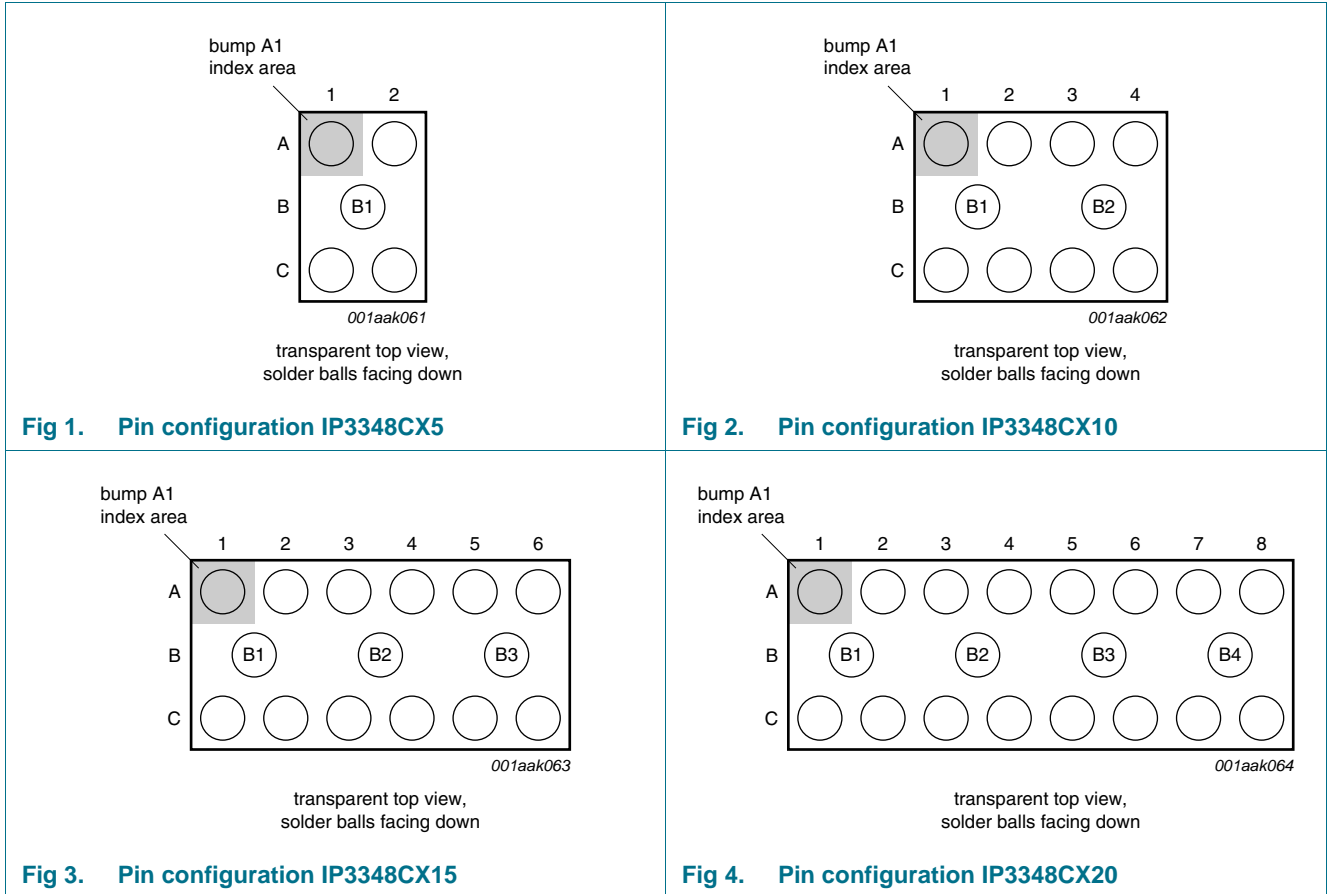 bump A1
index area
1 2
A
B B1
C
001aak061
transparent top view,
solder balls facing down
Fig 1. Pin configuration IP3348CX5
bump A1
index area
1 2 3 4
A
B B1 B2
C
001aak062
transparent top view,
solder balls facing down
Fig 2. Pin configuration IP3348CX10
bump A1
index area
1 2 3 4 5 6
A
B B1 B2 B3
C
001aak063
transparent top view,
solder balls facing down
Fig 3. Pin configuration IP3348CX15
bump A1
index area
1 2 3 4 5 6 7 8
A
B B1 B2 B3 B4
C
001aak064
transparent top view,
solder balls facing down
Fig 4. Pin configuration IP3348CX20